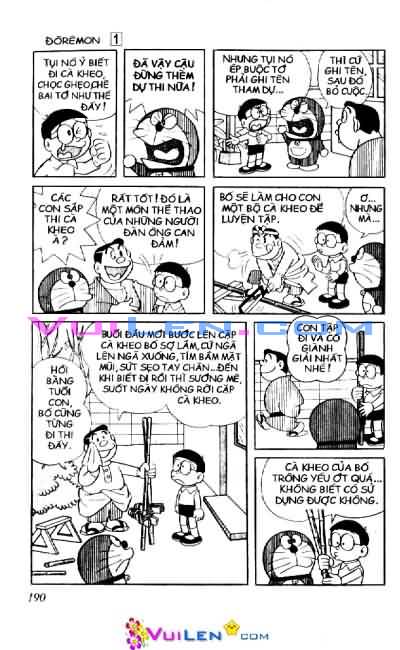 ĐÔRÊMON 1
TỤI NÓ Ỷ BIẾT
ĐI CÀ KHEO,
CHỌC GHẸO, CHÊ
BAI TỚ NHƯ THẾ
ĐẤY!
ĐÃ VẬY CẬU
ĐỪNG THÈM
DỰ THI NỮA!
NHƯNG TỤI NÓ
ÉP BUỘC TỚ
PHẢI GHI TÊN
THAM DỰ...
THÌ CỨ
GHI TÊN,
SAU ĐÓ
BỎ CUỘC.
CÁC
CON SẮP
THI CÀ
KHEO
À?
RẤT TỐT! ĐÓ LÀ
MỘT MÔN THỂ THAO
CỦA NHỮNG NGƯỜI
ĐÀN ÔNG CAN
ĐẢM!
BỐ SẼ LÀM CHO CON
MỘT BỘ CÀ KHEO ĐỂ
LUYỆN TẬP.
Ơ...
NHƯNG
MÀ...
HỒI
BẰNG
TUỔI
CON,
BỐ CŨNG
TỪNG
ĐI THI
ĐẤY.
BUỔI ĐẦU MỚI BƯỚC LÊN CẶP
CÀ KHEO BỐ SỢ LẮM, CỨ NGÃ
LÊN NGÃ XUỐNG, TÍM BẦM MẶT
MŨI, SỨT SẸO TAY CHÂN...ĐẾN
KHI BIẾT ĐI RỒI THÌ SƯỚNG MÊ,
SUỐT NGÀY KHÔNG RỜI CẶP
CÀ KHEO.
CON TẬP
ĐI VÀ CỐ
GIÀNH
GIẢI NHẤT
NHÉ!
VUILEN.COM
CÀ KHEO CỦA BỐ
TRÔNG YẾU ỚT QUÁ...
KHÔNG BIẾT CÓ SỬ
DỤNG ĐƯỢC KHÔNG.
190
VUILEN.COM